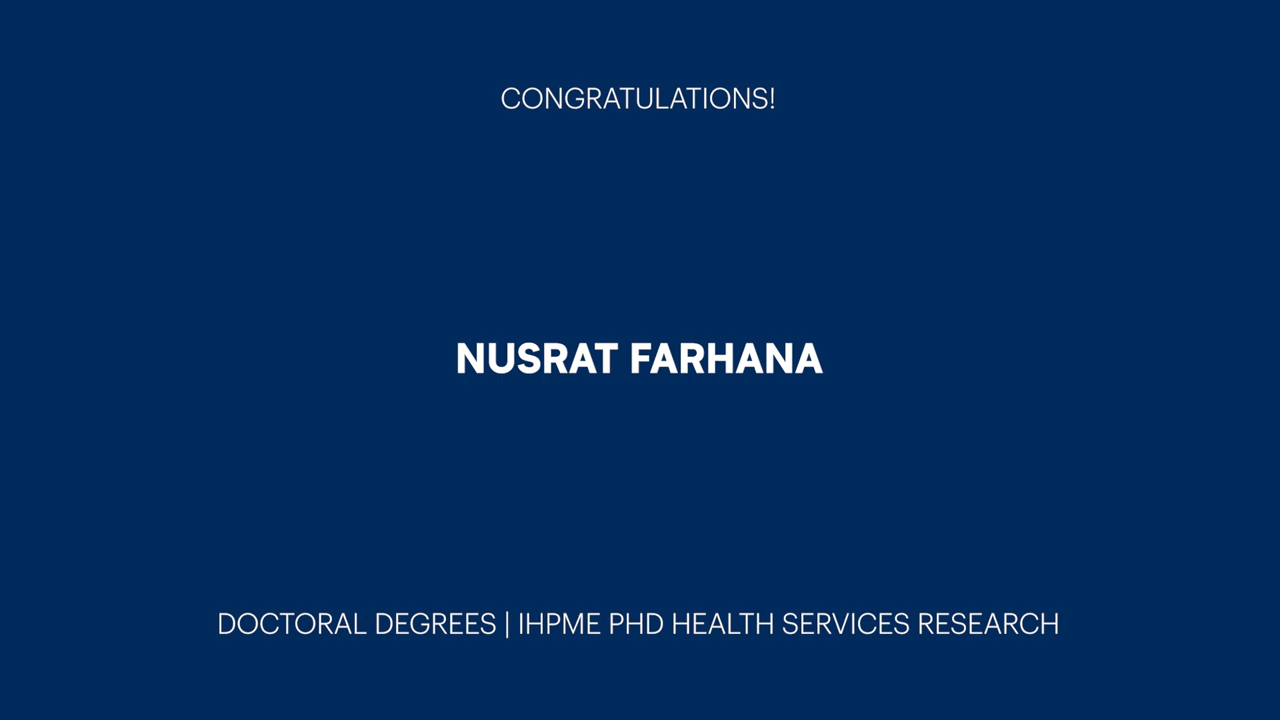 CONGRATULATIONS!
NUSRAT FARHANA
DOCTORAL DEGREES | IHPME PHD HEALTH SERVICES RESEARCH